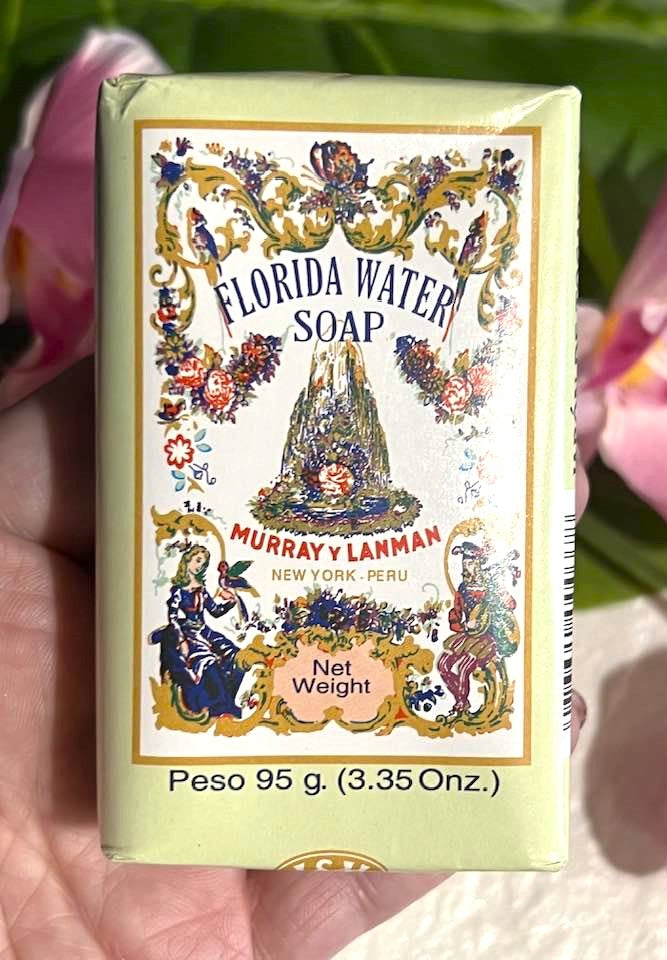 FLORIDA WATER
SOAP
MURRAY Y LANMAN
NEW YORK - PERU
Net
Weight
Peso 95 g. (3.35 Onz.)